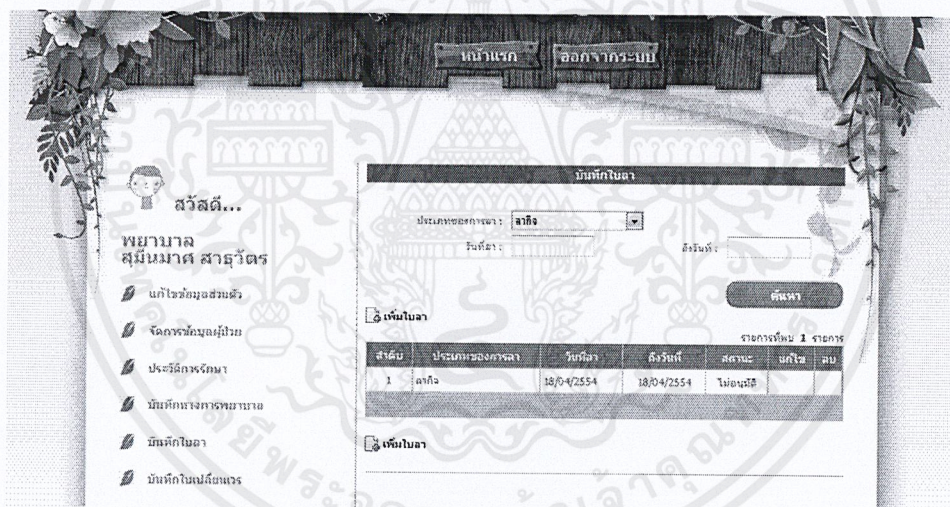 หน้าแรก ออกจากระบบ
สวัสดี...
พยาบาล
สุมีนมาศ สาธุวัตร
แก้ไขข้อมูลส่วนตัว
จัดการข้อมูลผู้ป่วย
ประวัติการรักษา
บันทึกทางการพยาบาล
บันทึกใบลา
บันทึกใบเปลี่ยนเวร
บันทึกใบลา
ประเภทของการลา : ลากิจ
วันที่ลา : ถึงวันที่ :
ค้นหา
เพิ่มใบลา
รายการที่พบ 1 รายการ
ลำดับ ประเภทของการลา วันที่ลา ถึงวันที่ สถานะ แก้ไข ลบ
1 ลากิจ 18/04/2554 18/04/2554 ไม่อนุมัติ
เพิ่มใบลา